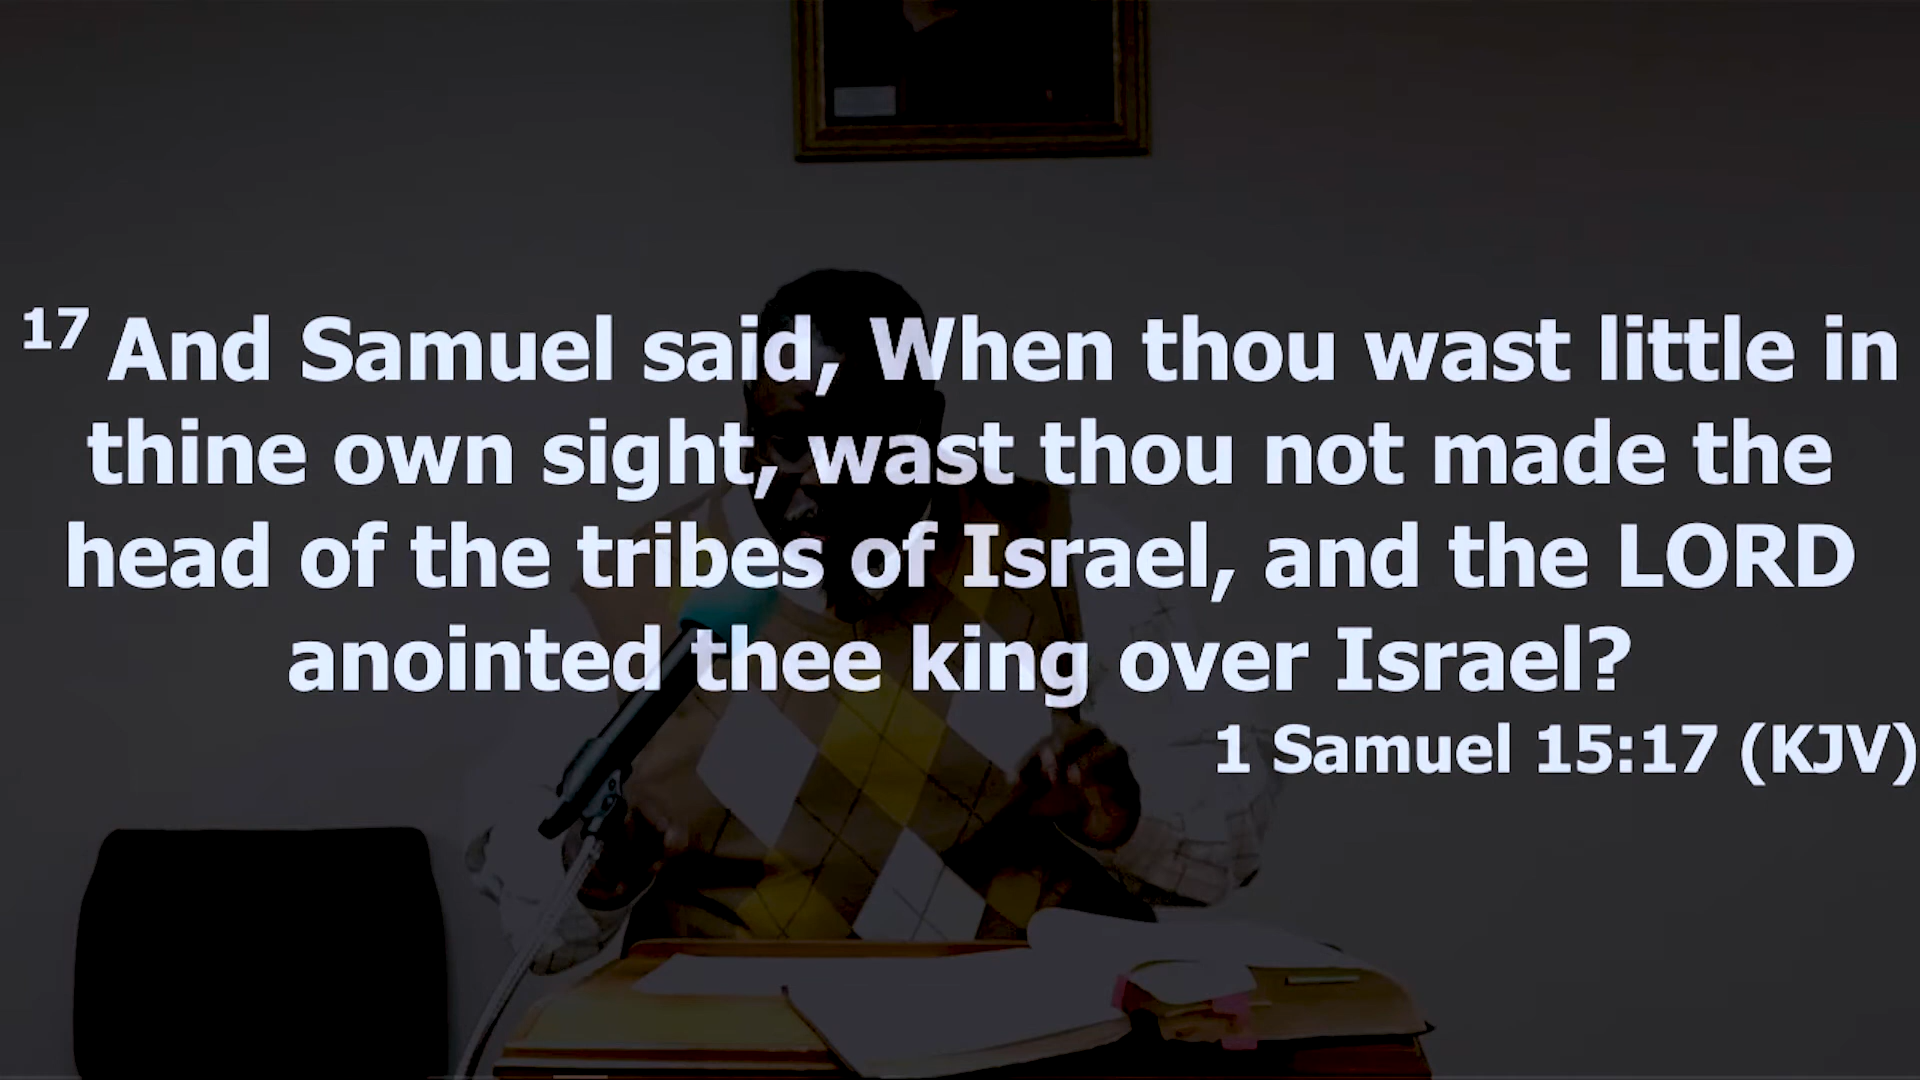 17 And Samuel said, When thou wast little in
thine own sight, wast thou not made the
head of the tribes of Israel, and the LORD
anointed thee king over Israel?
1 Samuel 15:17 (KJV)